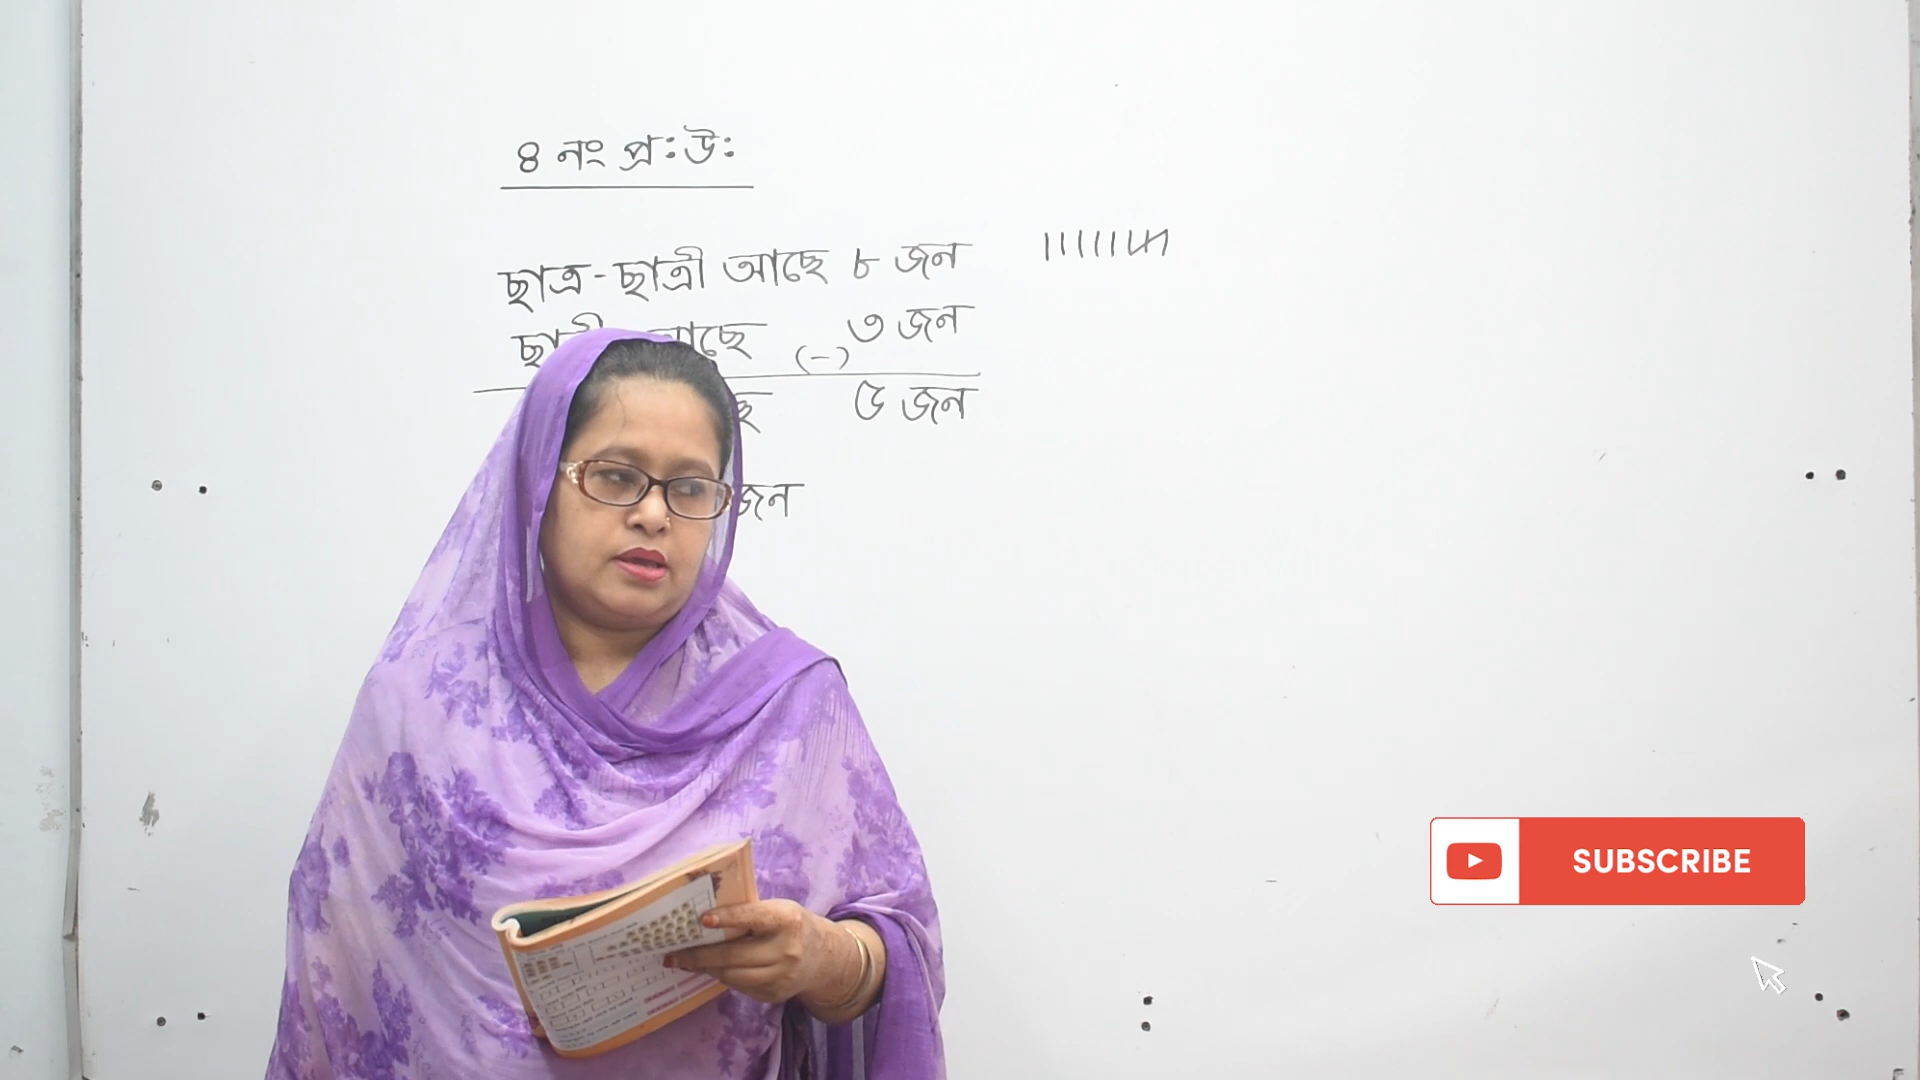 ৪ নং প্র:উ:
ছাত্র-ছাত্রী আছে ৮ জন
আছে (-) ৩ জন
৫ জন
জন
SUBSCRIBE